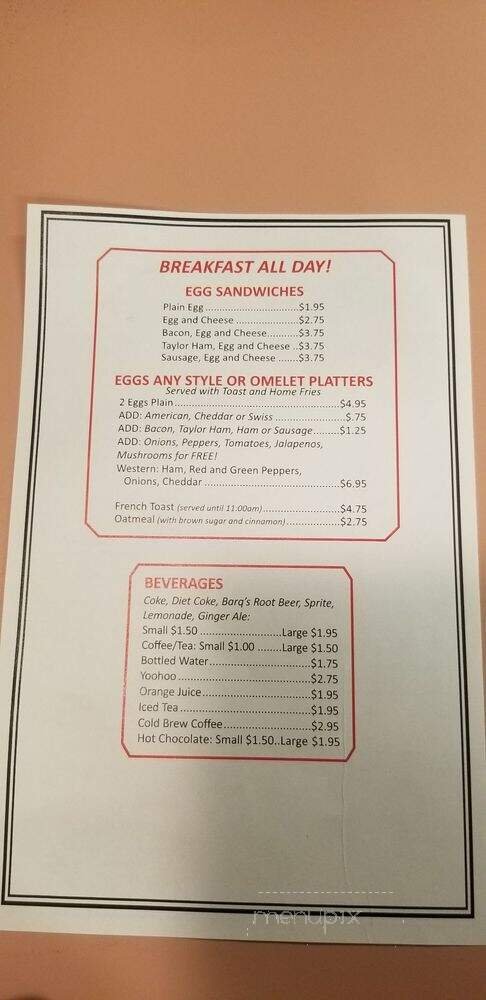 BREAKFAST ALL DAY!
EGG SANDWICHES
Plain Egg...............................$1.95
Egg and Cheese .....................$2.75
Bacon, Egg and Cheese...........$3.75
Taylor Ham, Egg and Cheese ..$3.75
Sausage, Egg and Cheese .......$3.75
EGGS ANY STYLE OR OMELET PLATTERS
Served with Toast and Home Fries
2 Eggs Plain.....................................................$4.95
ADD: American, Cheddar or Swiss .......................$.75
ADD: Bacon, Taylor Ham, Ham or Sausage.........$1.25
ADD: Onions, Peppers, Tomatoes, Jalapenos,
Mushrooms for FREE!
Western: Ham, Red and Green Peppers,
Onions, Cheddar .............................................$6.95
French Toast (served until 11:00am)..........................$4.75
Oatmeal (with brown sugar and cinnamon)..................$2.75
BEVERAGES
Coke, Diet Coke, Barq's Root Beer, Sprite,
Lemonade, Ginger Ale:
Small $1.50 ...........................Large $1.95
Coffee/Tea: Small $1.00 ........Large $1.50
Bottled Water.................................$1.75
Yoohoo............................................$2.75
Orange Juice....................................$1.95
Iced Tea ...........................................$1.95
Cold Brew Coffee.............................$2.95
Hot Chocolate: Small $1.50..Large $1.95
menupix